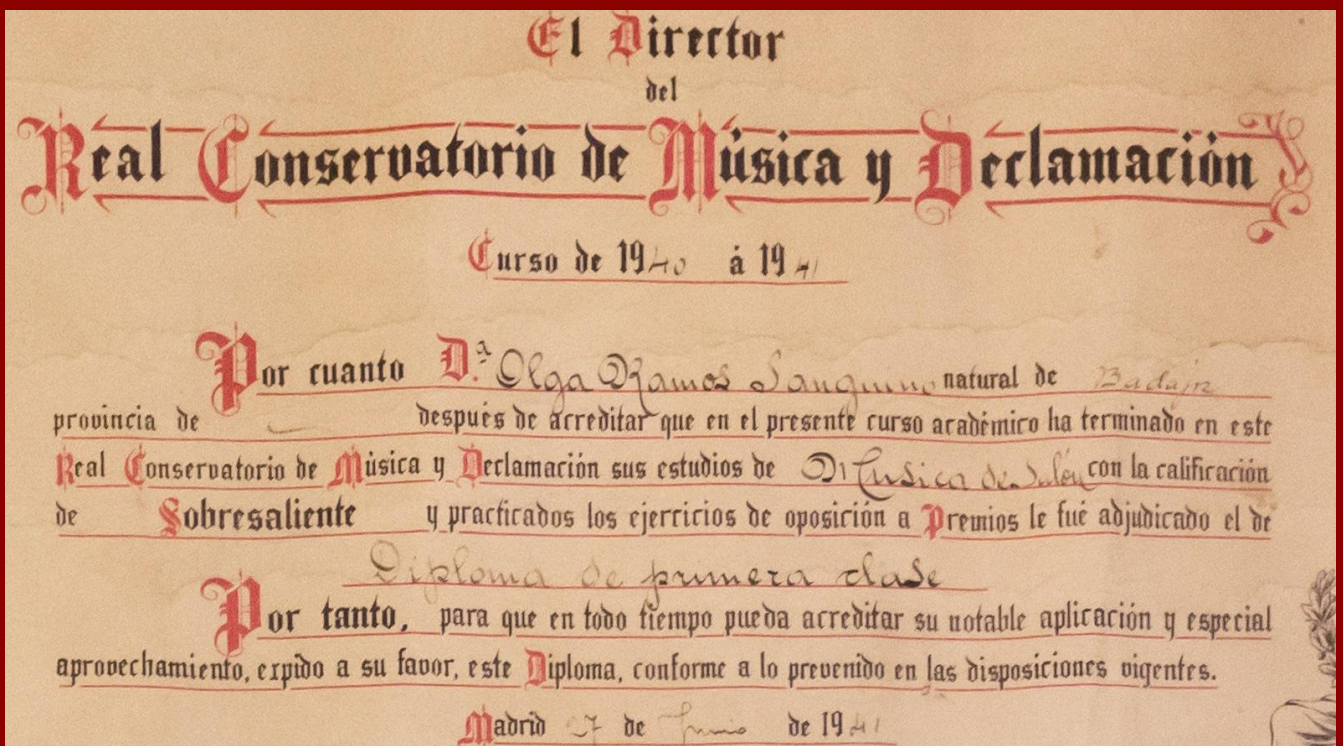 El Director
del
Real Conservatorio de Música y Declamación
Curso de 1940 á 1941
Por cuanto D.ª Olga Ramos Sanguino natural de Badajoz
provincia de después de acreditar que en el presente curso académico ha terminado en este
Real Conservatorio de Música y Declamación sus estudios de Música de Salón con la calificación
de Sobresaliente y practicados los ejercicios de oposición a Premios le fué adjudicado el de
Diploma de primera clase
Por tanto, para que en todo tiempo pueda acreditar su notable aplicación y especial
aprovechamiento, expido a su favor, este Diploma, conforme a lo prevenido en las disposiciones vigentes.
Madrid 27 de Junio de 1941